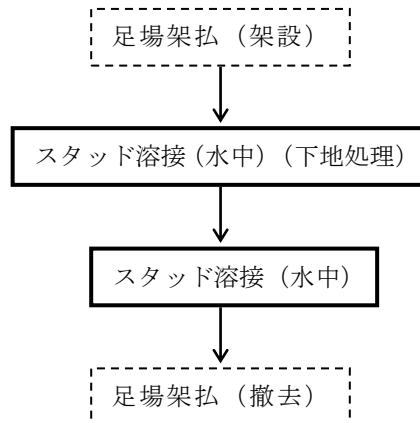 足場架払（架設）
スタッド溶接（水中）（下地処理）
スタッド溶接（水中）
足場架払（撤去）